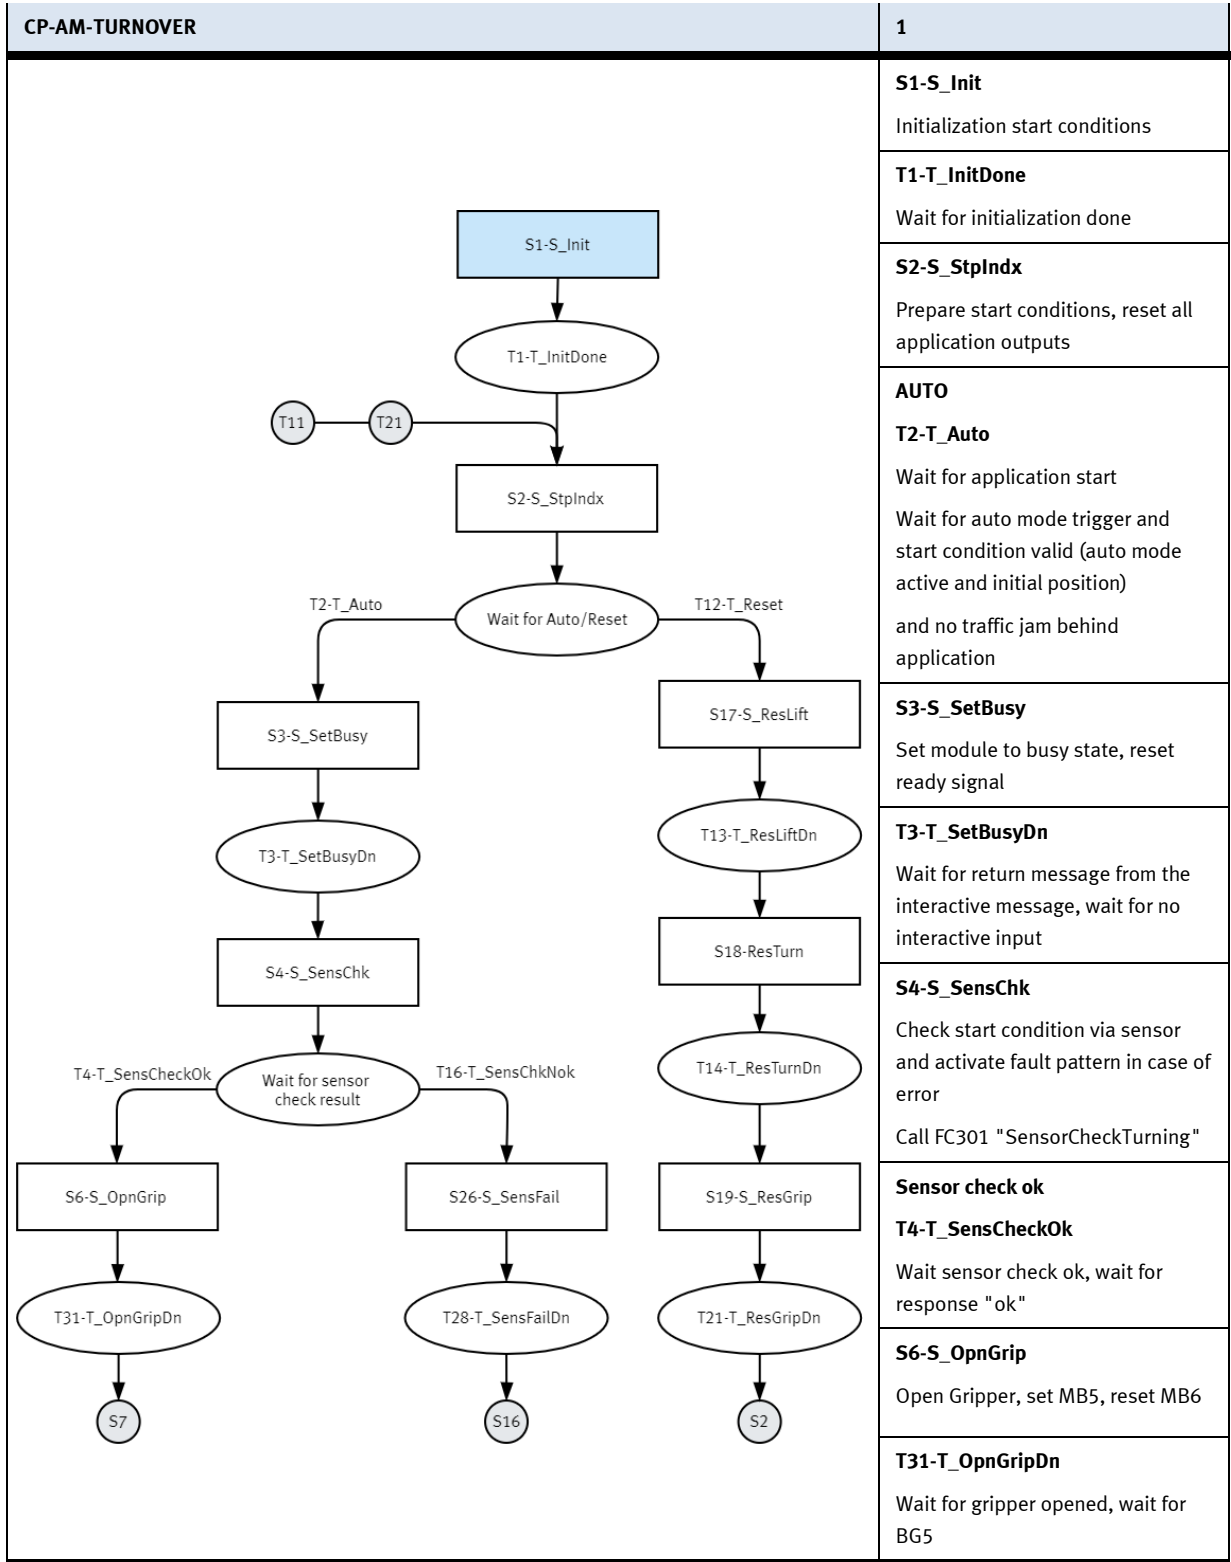 CP-AM-TURNOVER
1
S1-S_Init
T1-T_InitDone
T11
T21
S2-S_StpIndx
T2-T_Auto
Wait for Auto/Reset
T12-T_Reset
S3-S_SetBusy
S17-S_ResLift
T3-T_SetBusyDn
T13-T_ResLiftDn
S4-S_SensChk
S18-ResTurn
T4-T_SensCheckOk
Wait for sensor
check result
T16-T_SensChkNok
T14-T_ResTurnDn
S6-S_OpnGrip
S26-S_SensFail
S19-S_ResGrip
T31-T_OpnGripDn
T28-T_SensFailDn
T21-T_ResGripDn
S7
S16
S2
S1-S_Init
Initialization start conditions
T1-T_InitDone
Wait for initialization done
S2-S_StpIndx
Prepare start conditions, reset all
application outputs
AUTO
T2-T_Auto
Wait for application start
Wait for auto mode trigger and
start condition valid (auto mode
active and initial position)
and no traffic jam behind
application
S3-S_SetBusy
Set module to busy state, reset
ready signal
T3-T_SetBusyDn
Wait for return message from the
interactive message, wait for no
interactive input
S4-S_SensChk
Check start condition via sensor
and activate fault pattern in case of
error
Call FC301 "SensorCheckTurning"
Sensor check ok
T4-T_SensCheckOk
Wait sensor check ok, wait for
response "ok"
S6-S_OpnGrip
Open Gripper, set MB5, reset MB6
T31-T_OpnGripDn
Wait for gripper opened, wait for
BG5